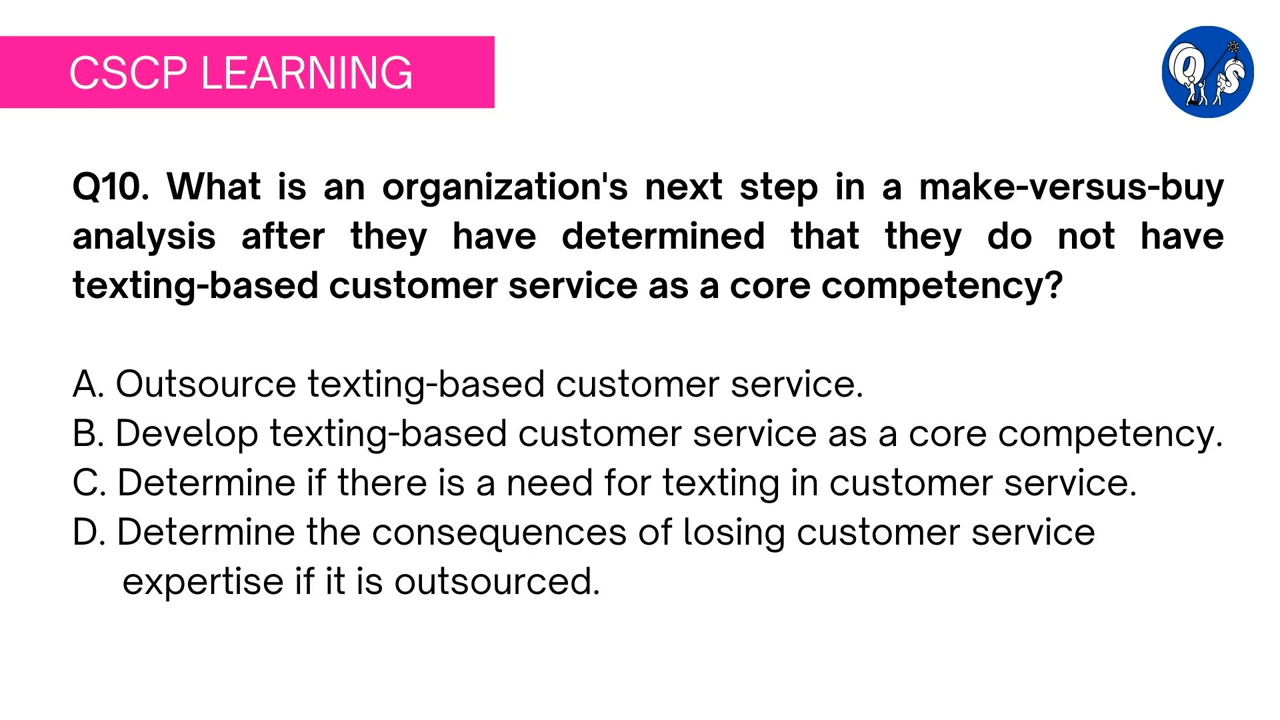 CSCP LEARNING
QS
Q10. What is an organization's next step in a make-versus-buy
analysis after they have determined that they do not have
texting-based customer service as a core competency?
A. Outsource texting-based customer service.
B. Develop texting-based customer service as a core competency.
C. Determine if there is a need for texting in customer service.
D. Determine the consequences of losing customer service
expertise if it is outsourced.